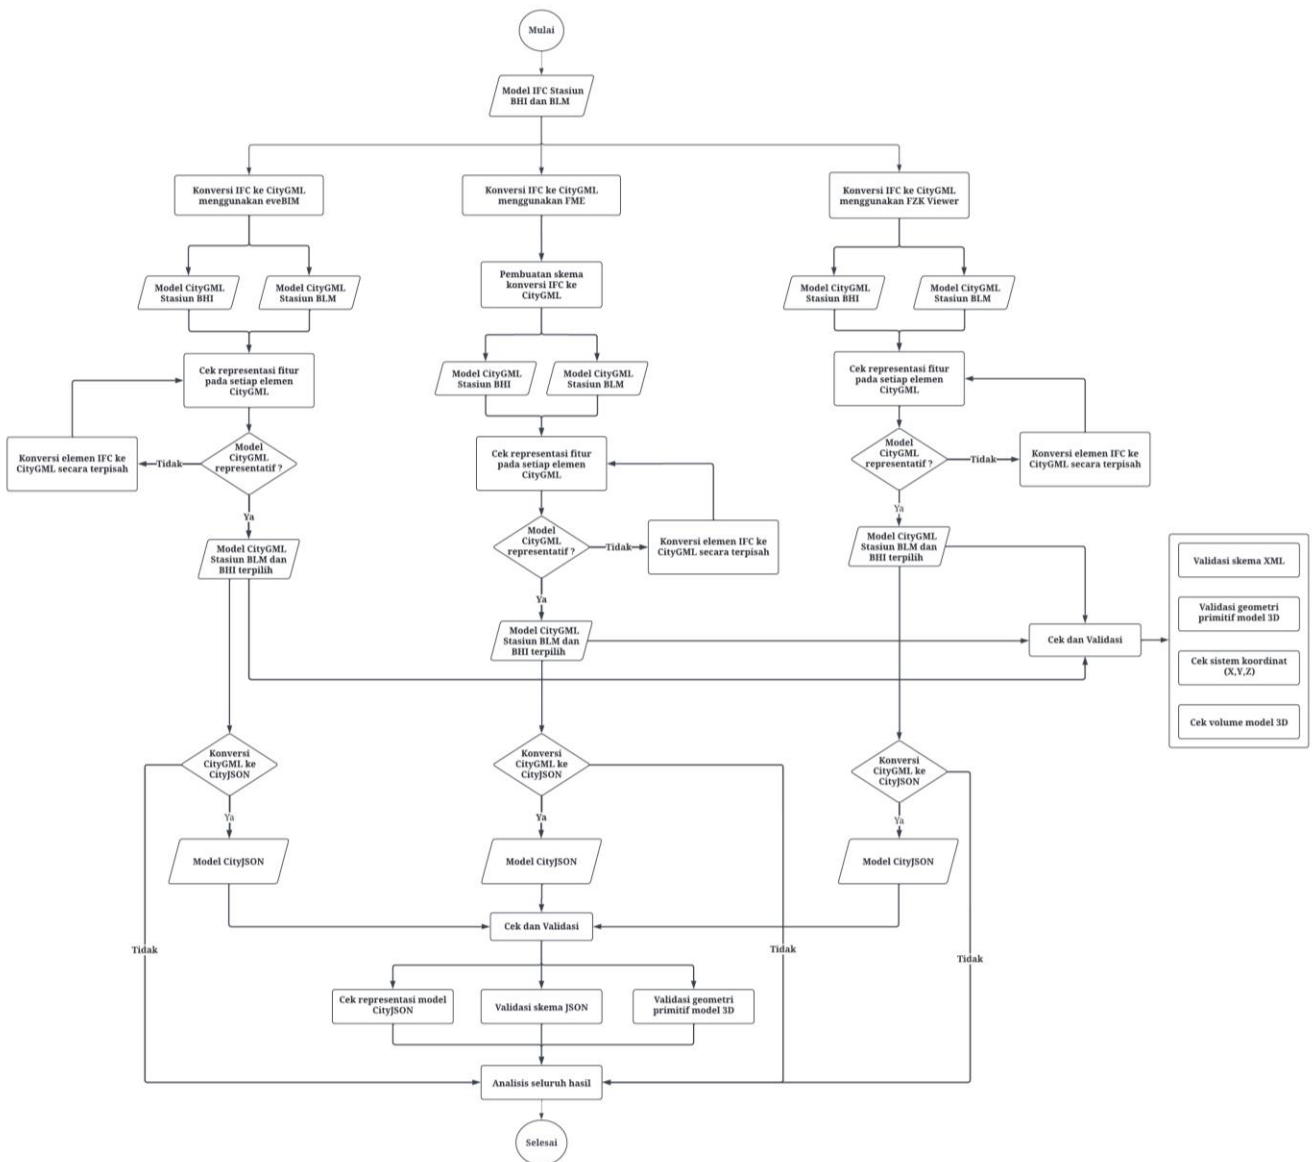 Mulai
Model IFC Stasiun
BHI dan BLM
Konversi IFC ke CityGML
menggunakan eveBIM
Konversi IFC ke CityGML
menggunakan FME
Konversi IFC ke CityGML
menggunakan FZK Viewer
Model CityGML
Stasiun BHI
Model CityGML
Stasiun BLM
Pembuatan skema
konversi IFC ke
CityGML
Model CityGML
Stasiun BHI
Model CityGML
Stasiun BLM
Cek representasi fitur
pada setiap elemen
CityGML
Model CityGML
Stasiun BHI
Model CityGML
Stasiun BLM
Cek representasi fitur
pada setiap elemen
CityGML
Konversi elemen IFC ke
CityGML secara terpisah
Tidak
Model
CityGML
representatif ?
Cek representasi fitur
pada setiap elemen
CityGML
Model
CityGML
representatif ?
Tidak
Konversi elemen IFC ke
CityGML secara terpisah
Ya
Ya
Model CityGML
Stasiun BLM dan
BHI terpilih
Model
CityGML
representatif ?
Tidak
Konversi elemen IFC ke
CityGML secara terpisah
Model CityGML
Stasiun BLM dan
BHI terpilih
Ya
Model CityGML
Stasiun BLM dan
BHI terpilih
Cek dan Validasi
Validasi skema XML
Validasi geometri
primitif model 3D
Cek sistem koordinat
(X,Y,Z)
Cek volume model 3D
Konversi
CityGML ke
CityJSON
Konversi
CityGML ke
CityJSON
Konversi
CityGML ke
CityJSON
Ya
Ya
Ya
Model CityJSON
Model CityJSON
Model CityJSON
Cek dan Validasi
Tidak
Tidak
Tidak
Cek representasi model
CityJSON
Validasi skema JSON
Validasi geometri
primitif model 3D
Analisis seluruh hasil
Selesai